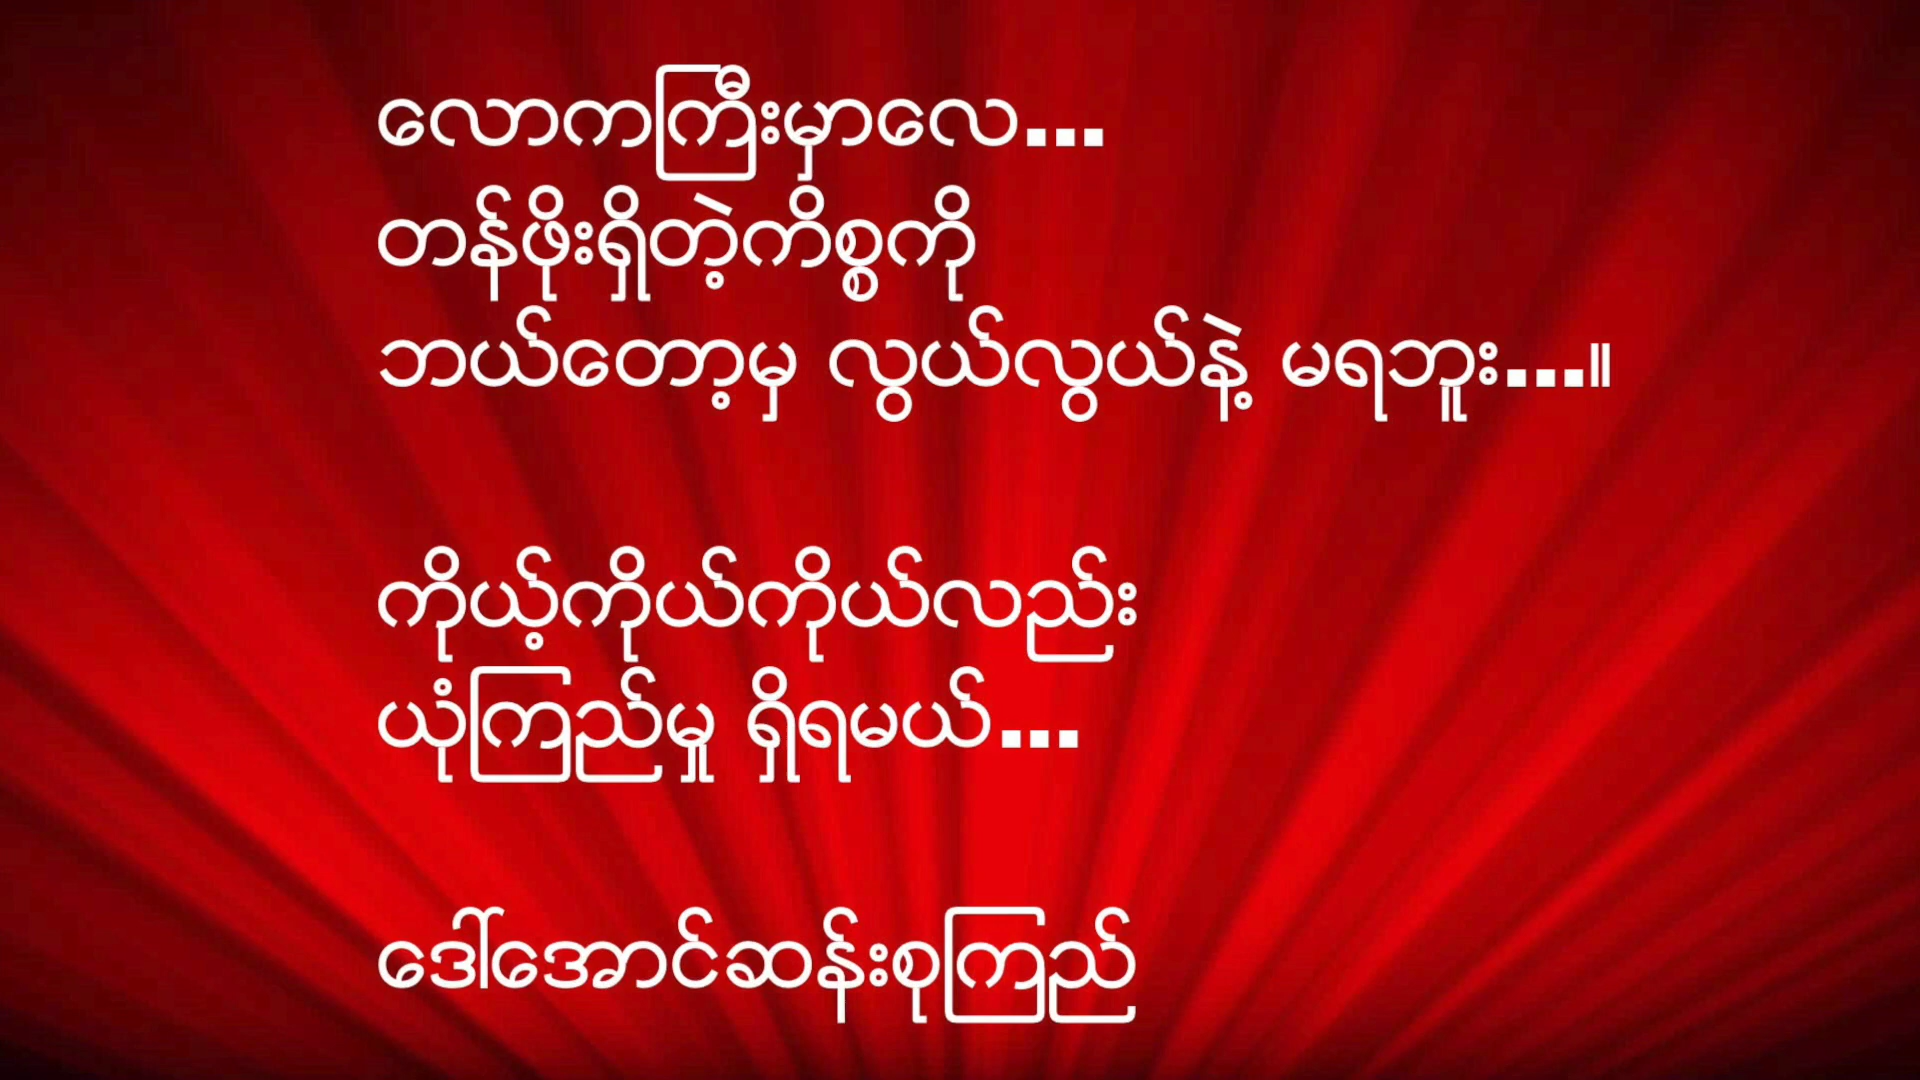 လောကကြီးမှာလေ...
တန်ဖိုးရှိတဲ့ကိစ္စကို
ဘယ်တော့မှ လွယ်လွယ်နဲ့ မရဘူး...။
ကိုယ့်ကိုယ်ကိုယ်လည်း
ယုံကြည်မှု ရှိရမယ်...
ဒေါ်အောင်ဆန်းစုကြည်